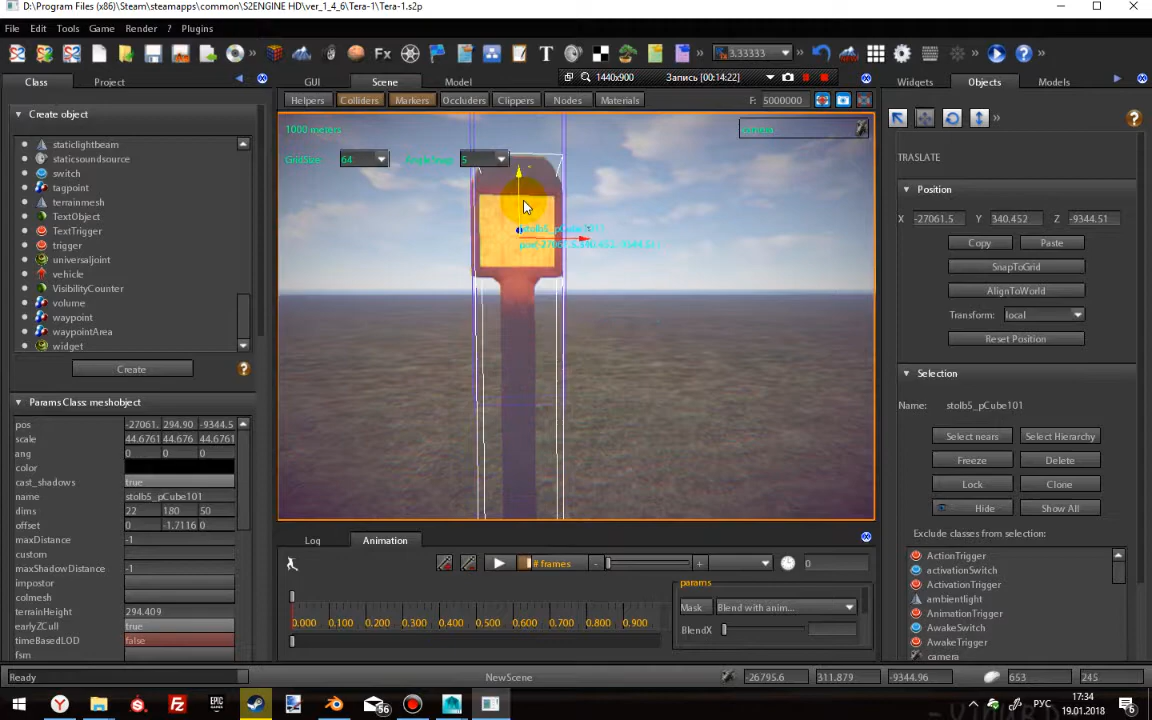 D:\Program Files (x86)\Steam\steamapps\common\S2ENGINE HD\ver_1_4_6\Tera-1\Tera-1.s2p
File Edit Tools Game Render Plugins
Fx T 3,33333
Class Project
GUI Scene Model
1440x900 Запись [00:14:22]
Widgets Objects Models
Helpers Colliders Markers Occluders Clippers Nodes Materials F: 5000000
Create object
staticlightbeam
staticsoundsource
switch
tagpoint
terrainmesh
TextObject
TextTrigger
trigger
universaljoint
vehicle
VisibilityCounter
volume
waypoint
waypointArea
widget
Create
Params Class: meshobject
pos -27061. 294.90 -9344.5
scale 44.6761 44.676 44.6761
ang 0 0 0
color
cast_shadows true
name stolb5_pCube101
dims 22 180 50
offset 0 -1.7116 0
maxDistance -1
custom
maxShadowDistance -1
impostor
colmesh
terrainHeight 294.409
earlyZCull true
timeBasedLOD false
fsm
1000 meters
camera
GridSize 64 AngleSnap 5
TRANSLATE
Position
X -27061.5 Y 340.452 Z -9344.51
Copy Paste
SnapToGrid
AlignToWorld
Transform: local
Reset Position
Selection
Name: stolb5_pCube101
Select nears Select Hierarchy
Freeze Delete
Lock Clone
Hide Show All
Exclude classes from selection:
ActionTrigger
activationSwitch
ActivationTrigger
ambientlight
AnimationTrigger
AwakeSwitch
AwakeTrigger
camera
Log Animation
# frames - + 0
0.000 0.100 0.200 0.300 0.400 0.500 0.600 0.700 0.800 0.900
params
Mask Blend with anim...
BlendX
Ready NewScene -26795.6 311.879 -9344.96 653 245
EPIC
56
РУС
17:34
19.01.2018
6